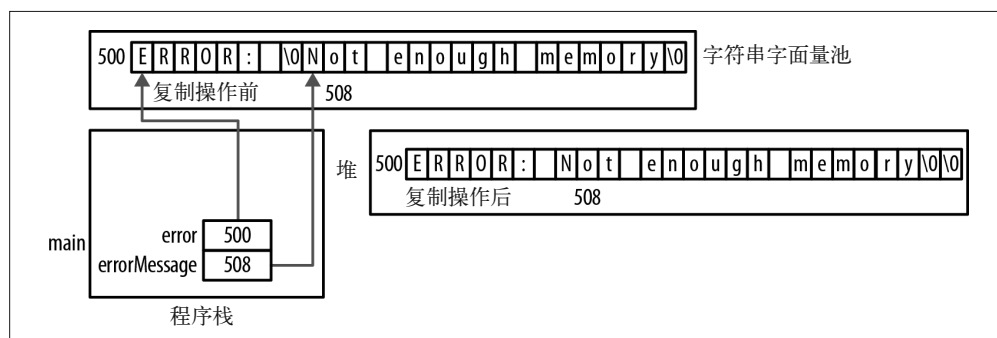 500 E R R O R : \0 N o t e n o u g h m e m o r y \0 字符串字面量池
复制操作前 508
堆 500 E R R O R : N o t e n o u g h m e m o r y \0 \0
复制操作后 508
main error 500
errorMessage 508
程序栈